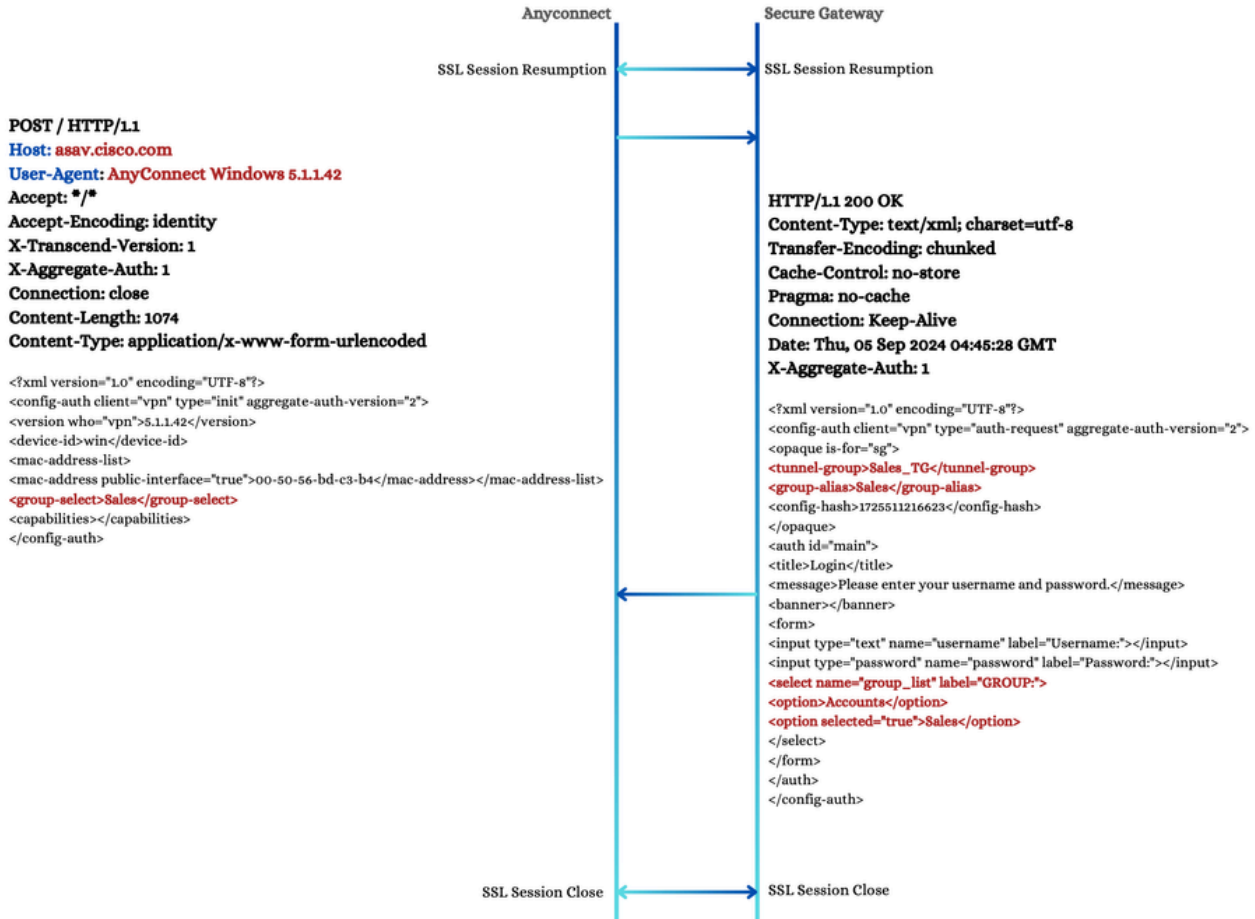 Anyconnect
Secure Gateway
SSL Session Resumption
SSL Session Resumption
POST / HTTP/1.1
Host: asav.cisco.com
User-Agent: AnyConnect Windows 5.1.1.42
Accept: */*
Accept-Encoding: identity
X-Transcend-Version: 1
X-Aggregate-Auth: 1
Connection: close
Content-Length: 1074
Content-Type: application/x-www-form-urlencoded
<?xml version="1.0" encoding="UTF-8"?>
<config-auth client="vpn" type="init" aggregate-auth-version="2">
<version who="vpn">5.1.1.42</version>
<device-id>win</device-id>
<mac-address-list>
<mac-address public-interface="true">00-50-56-bd-c3-b4</mac-address></mac-address-list>
<group-select>Sales</group-select>
<capabilities></capabilities>
</config-auth>
HTTP/1.1 200 OK
Content-Type: text/xml; charset=utf-8
Transfer-Encoding: chunked
Cache-Control: no-store
Pragma: no-cache
Connection: Keep-Alive
Date: Thu, 05 Sep 2024 04:45:28 GMT
X-Aggregate-Auth: 1
<?xml version="1.0" encoding="UTF-8"?>
<config-auth client="vpn" type="auth-request" aggregate-auth-version="2">
<opaque is-for="sg">
<tunnel-group>Sales_TG</tunnel-group>
<group-alias>Sales</group-alias>
<config-hash>1725511216623</config-hash>
</opaque>
<auth id="main">
<title>Login</title>
<message>Please enter your username and password.</message>
<banner></banner>
<form>
<input type="text" name="username" label="Username:"></input>
<input type="password" name="password" label="Password:"></input>
<select name="group_list" label="GROUP:">
<option>Accounts</option>
<option selected="true">Sales</option>
</select>
</form>
</auth>
</config-auth>
SSL Session Close
SSL Session Close